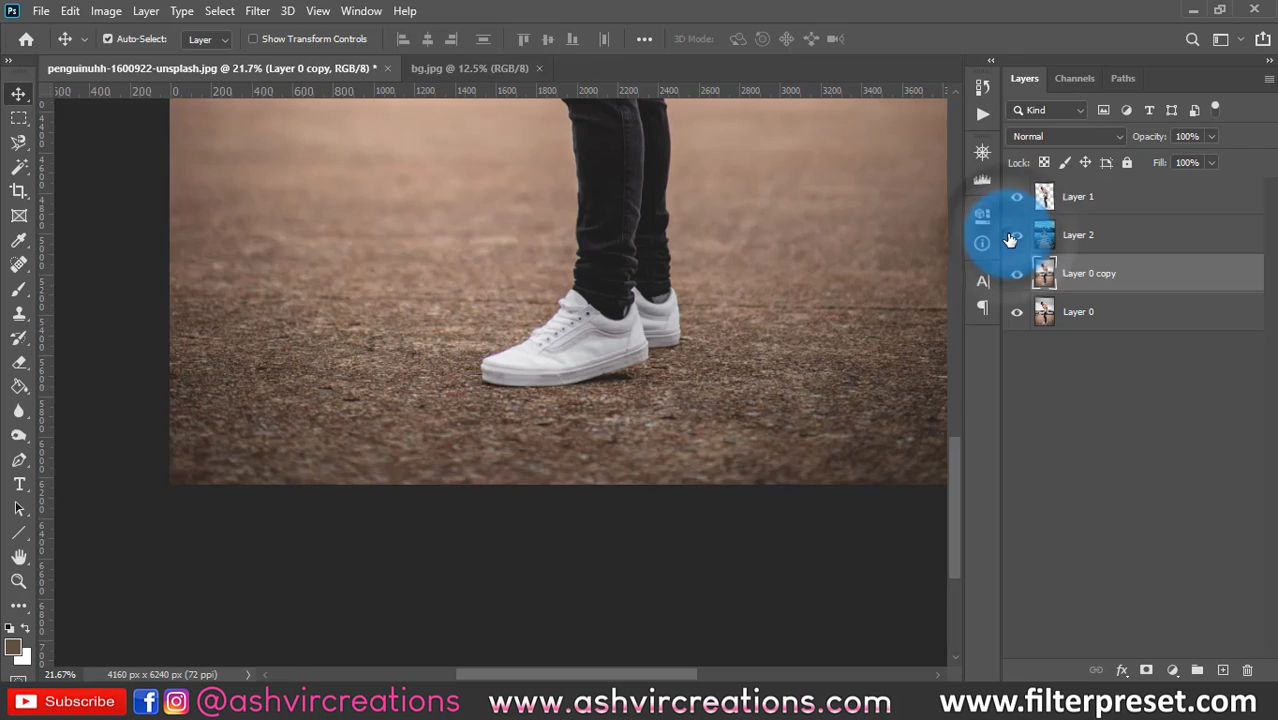 Ps File Edit Image Layer Type Select Filter 3D View Window Help
Auto-Select: Layer Show Transform Controls 3D Mode:
penguinuhh-1600922-unsplash.jpg @ 21.7% (Layer 0 copy, RGB/8) * bg.jpg @ 12.5% (RGB/8)
400 200 0 200 400 600 800 1000 1200 1400 1600 1800 2000 2200 2400 2600 2800 3000 3200 3400 3600
Layers Channels Paths
Kind
Normal Opacity: 100%
Lock: Fill: 100%
Layer 1
Layer 2
Layer 0 copy
Layer 0
21.67% 4160 px x 6240 px (72 ppi)
Subscribe @ashvircreations www.ashvircreations.com www.filterpreset.com